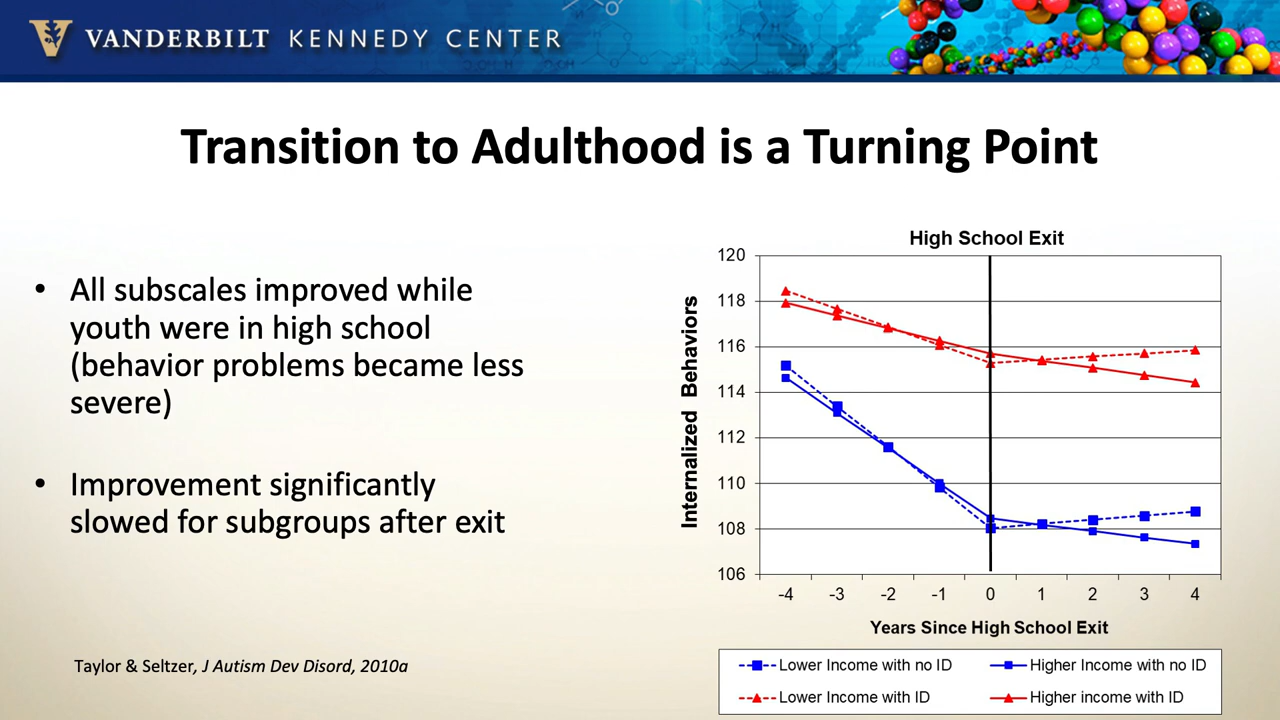 VANDERBILT KENNEDY CENTER
Transition to Adulthood is a Turning Point
• All subscales improved while
youth were in high school
(behavior problems became less
severe)
• Improvement significantly
slowed for subgroups after exit
Taylor & Seltzer, J Autism Dev Disord, 2010a
High School Exit
Internalized Behaviors
120
118
116
114
112
110
108
106
-4 -3 -2 -1 0 1 2 3 4
Years Since High School Exit
Lower Income with no ID Higher Income with no ID
Lower Income with ID Higher income with ID